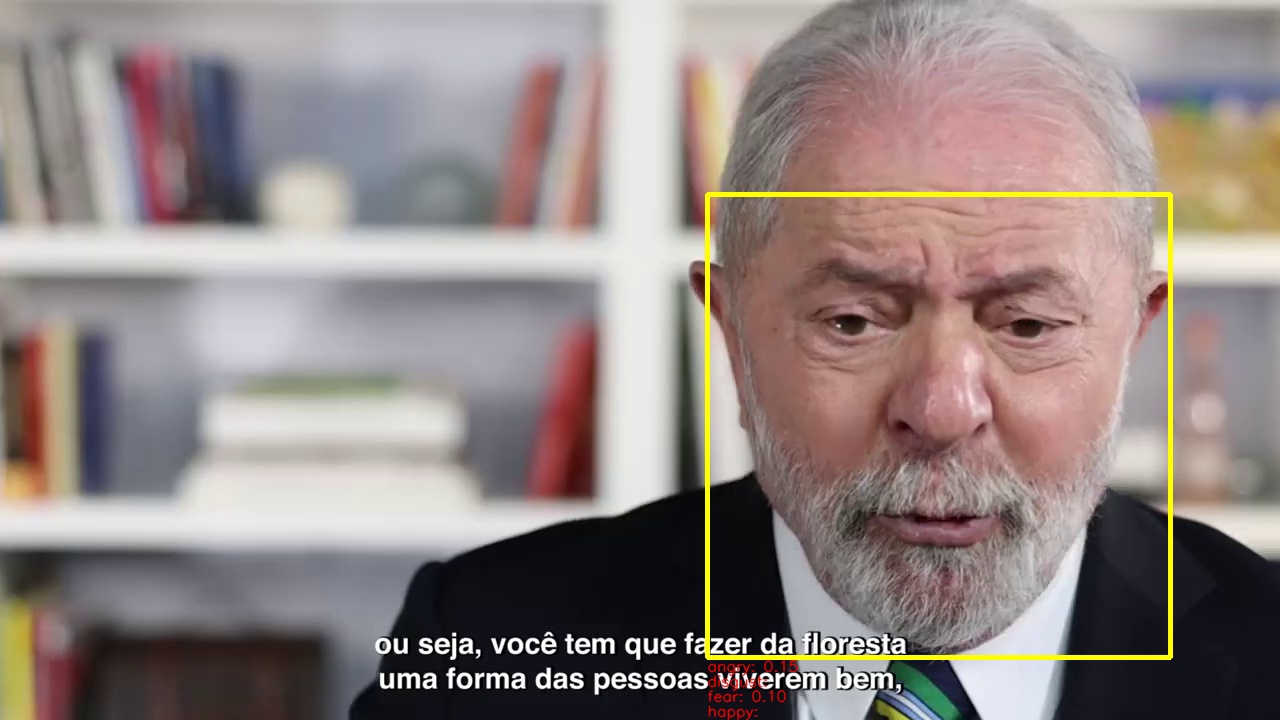 ou seja, você tem que fazer da floresta
uma forma das pessoas viverem bem,
angry: 0.15
disgust:
fear: 0.10
happy: